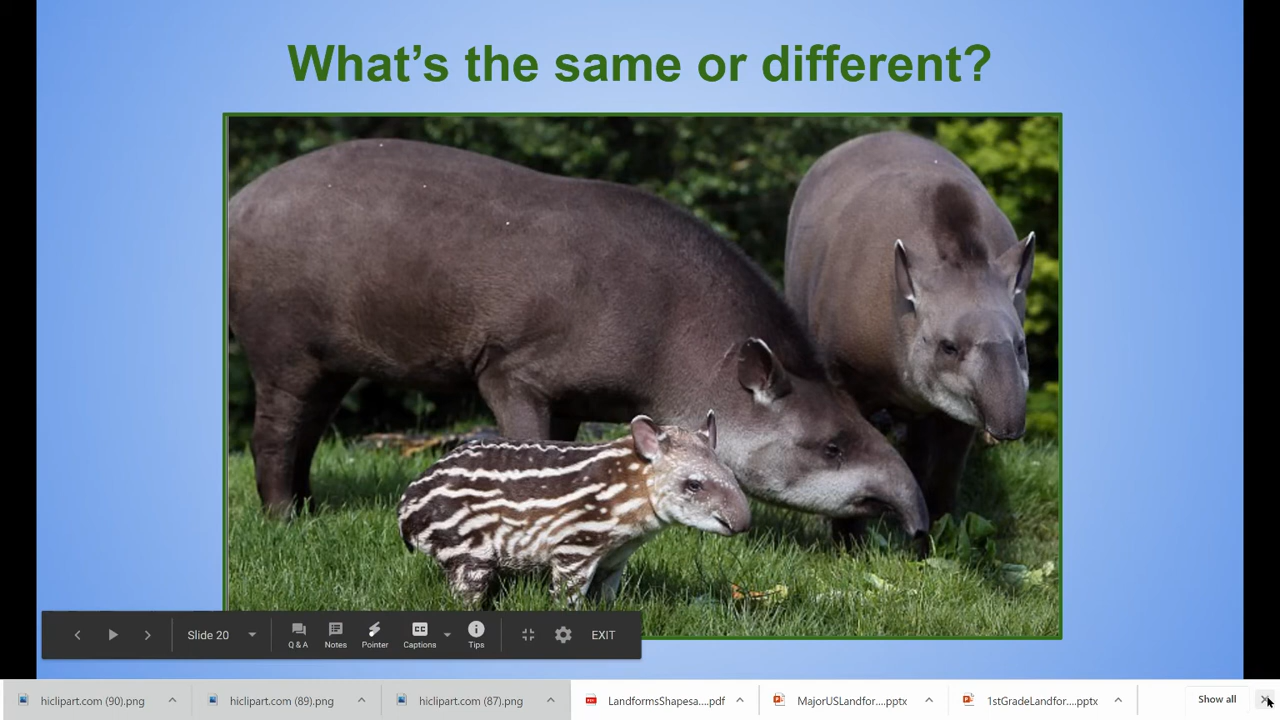 What's the same or different?
Slide 20
Q & A
Notes
Pointer
CC
Captions
Tips
EXIT
hiclipart.com (90).png
hiclipart.com (89).png
hiclipart.com (87).png
LandformsShapesa....pdf
MajorUSLandfor....pptx
1stGradeLandfor....pptx
Show all